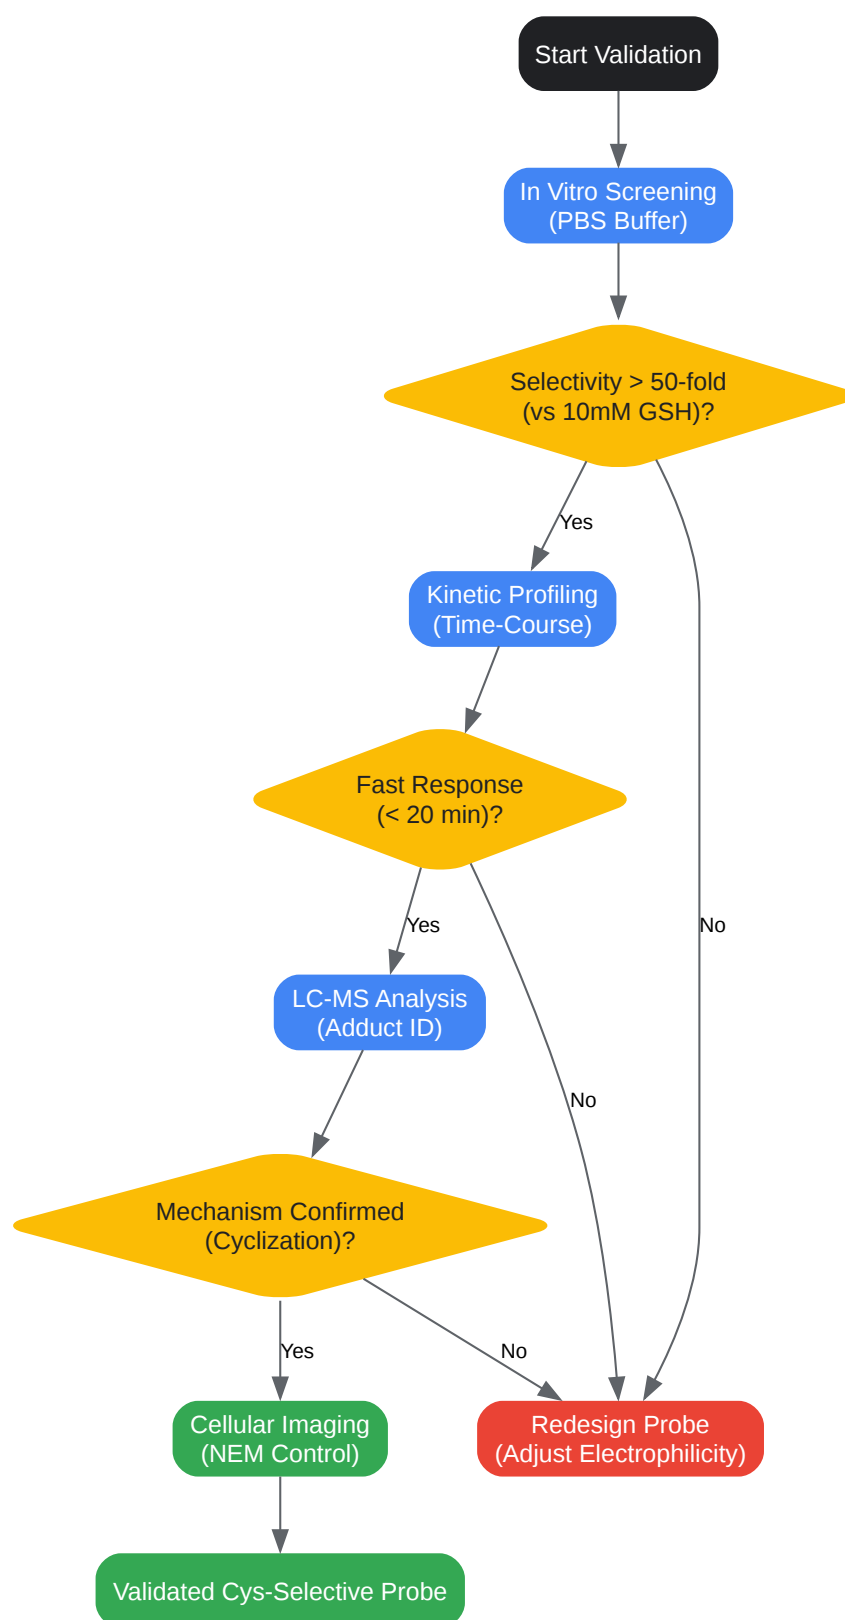 Start Validation
In Vitro Screening
(PBS Buffer)
Selectivity > 50-fold
(vs 10mM GSH)?
Yes
Kinetic Profiling
(Time-Course)
Fast Response
(< 20 min)?
Yes
No
LC-MS Analysis
(Adduct ID)
No
Mechanism Confirmed
(Cyclization)?
Yes
No
Cellular Imaging
(NEM Control)
Redesign Probe
(Adjust Electrophilicity)
Validated Cys-Selective Probe